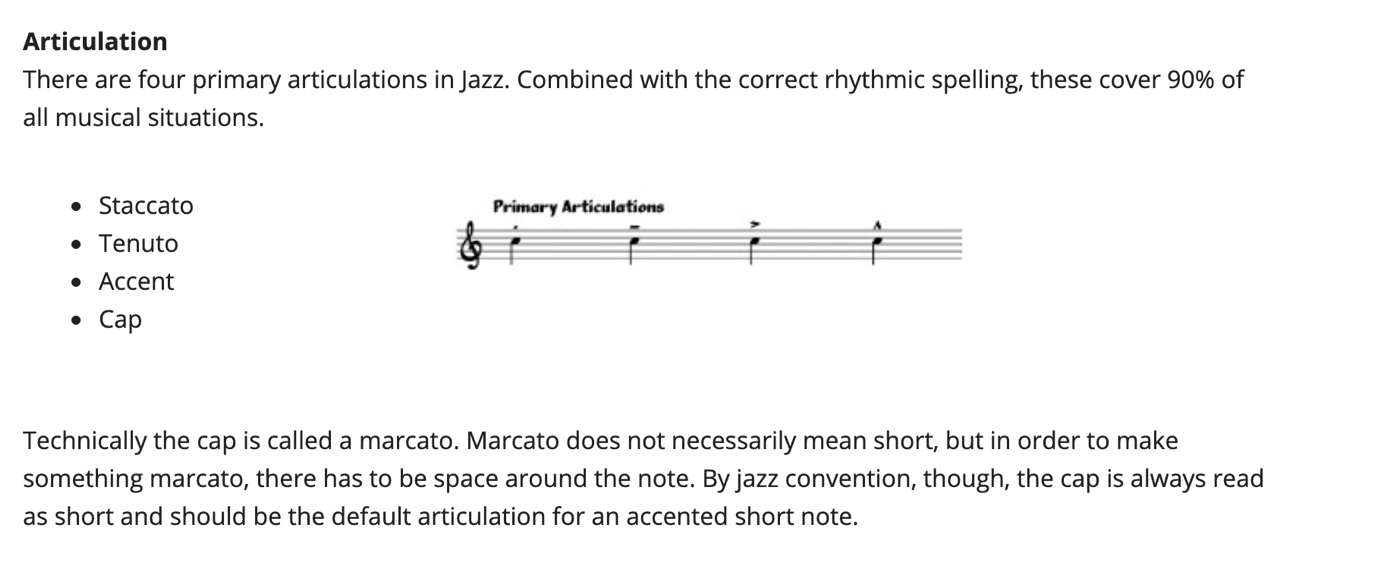 Articulation
There are four primary articulations in Jazz. Combined with the correct rhythmic spelling, these cover 90% of
all musical situations.
• Staccato
• Tenuto
• Accent
• Cap
Primary Articulations
Technically the cap is called a marcato. Marcato does not necessarily mean short, but in order to make
something marcato, there has to be space around the note. By jazz convention, though, the cap is always read
as short and should be the default articulation for an accented short note.